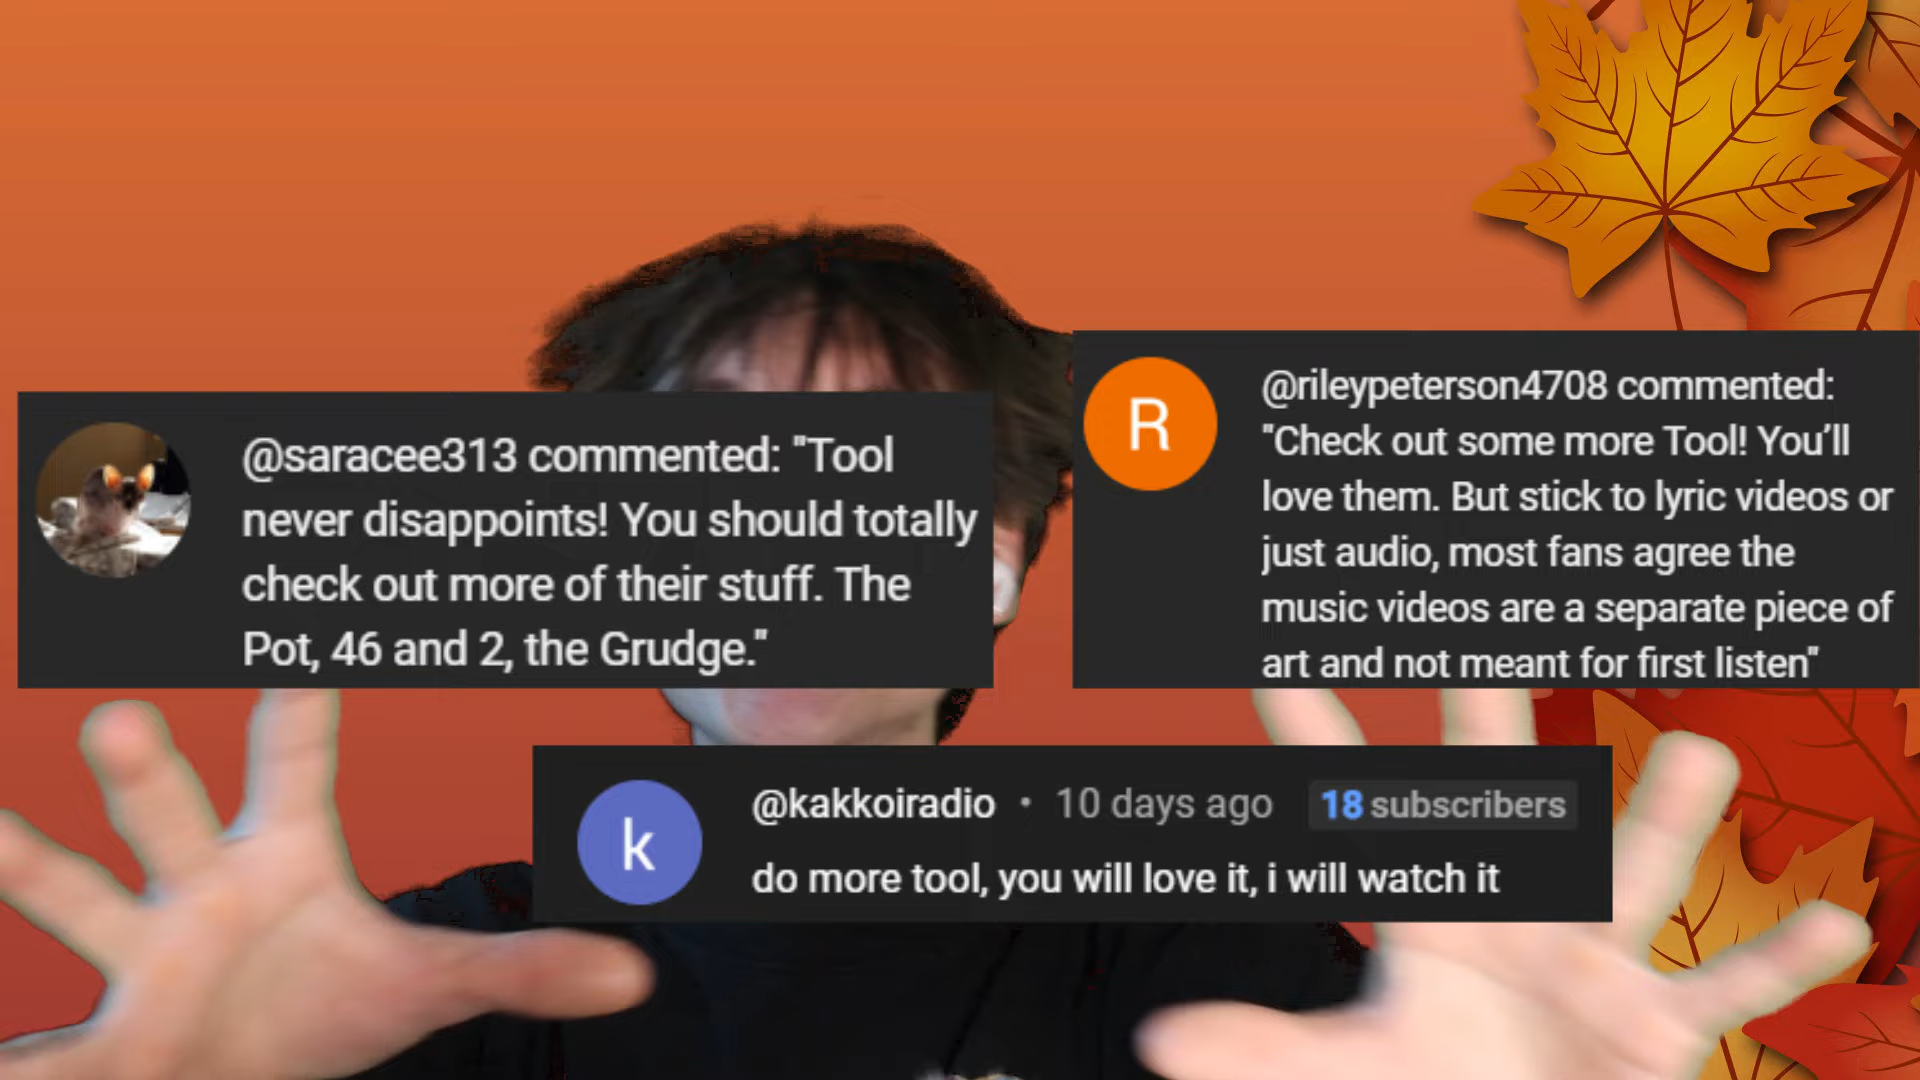 @saracee313 commented: "Tool
never disappoints! You should totally
check out more of their stuff. The
Pot, 46 and 2, the Grudge."
R
@rileypeterson4708 commented:
"Check out some more Tool! You’ll
love them. But stick to lyric videos or
just audio, most fans agree the
music videos are a separate piece of
art and not meant for first listen"
k
@kakkoiradio • 10 days ago 18 subscribers
do more tool, you will love it, i will watch it